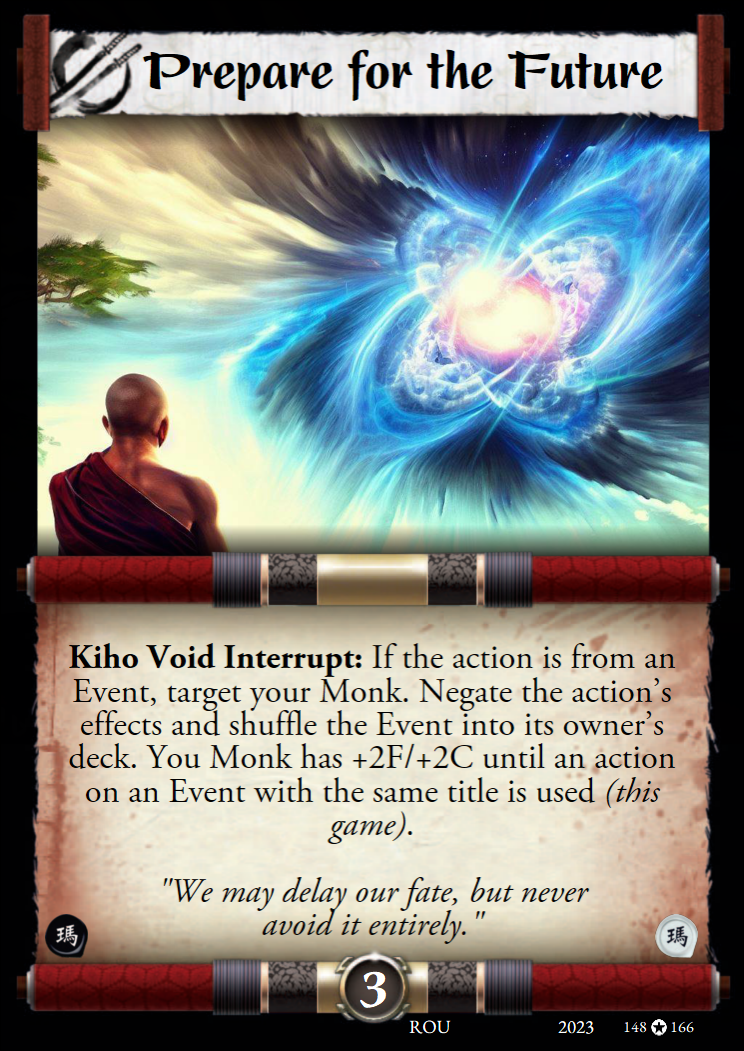 Prepare for the Future
Kiho Void Interrupt: If the action is from an
Event, target your Monk. Negate the action's
effects and shuffle the Event into its owner's
deck. You Monk has +2F/+2C until an action
on an Event with the same title is used (this
game).
"We may delay our fate, but never
avoid it entirely."
瑪 瑪
3
ROU 2023 148 ✪ 166